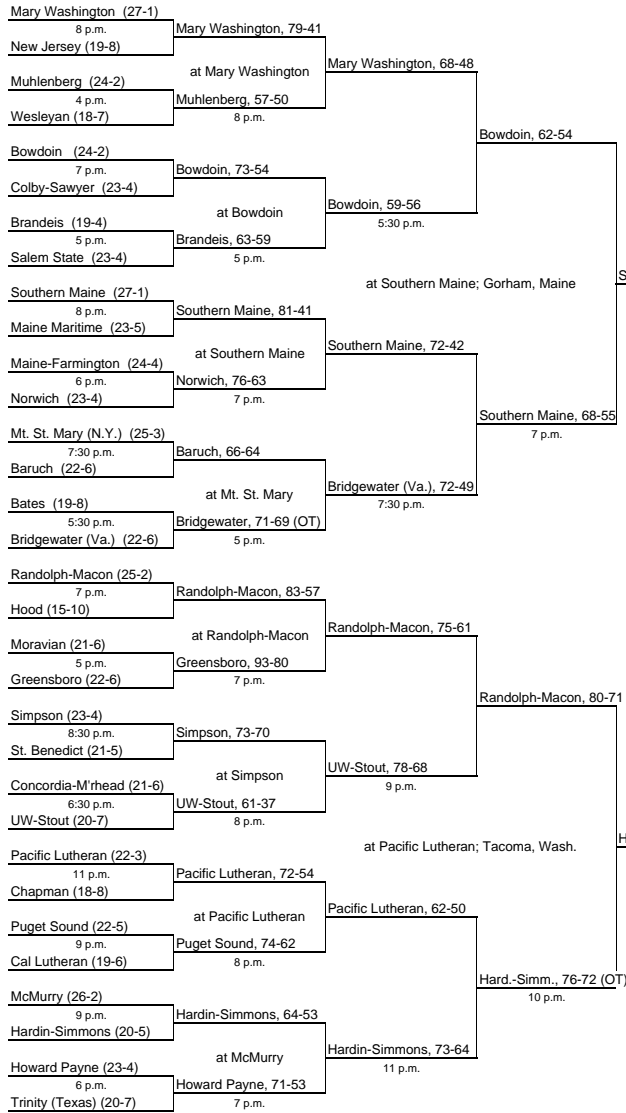 Mary Washington (27-1)
8 p.m.
New Jersey (19-8)
Mary Washington, 79-41
at Mary Washington
Muhlenberg (24-2)
4 p.m.
Wesleyan (18-7)
Muhlenberg, 57-50
8 p.m.
Mary Washington, 68-48
Bowdoin (24-2)
7 p.m.
Colby-Sawyer (23-4)
Bowdoin, 73-54
at Bowdoin
Brandeis (19-4)
5 p.m.
Salem State (23-4)
Brandeis, 63-59
5 p.m.
Bowdoin, 59-56
5:30 p.m.
Bowdoin, 62-54
at Southern Maine; Gorham, Maine
S
Southern Maine (27-1)
8 p.m.
Maine Maritime (23-5)
Southern Maine, 81-41
at Southern Maine
Maine-Farmington (24-4)
6 p.m.
Norwich (23-4)
Norwich, 76-63
7 p.m.
Southern Maine, 72-42
Mt. St. Mary (N.Y.) (25-3)
7:30 p.m.
Baruch (22-6)
Baruch, 66-64
at Mt. St. Mary
Bates (19-8)
5:30 p.m.
Bridgewater (Va.) (22-6)
Bridgewater, 71-69 (OT)
5 p.m.
Bridgewater (Va.), 72-49
7:30 p.m.
Southern Maine, 68-55
7 p.m.
Randolph-Macon (25-2)
7 p.m.
Hood (15-10)
Randolph-Macon, 83-57
at Randolph-Macon
Moravian (21-6)
5 p.m.
Greensboro (22-6)
Greensboro, 93-80
7 p.m.
Randolph-Macon, 75-61
Simpson (23-4)
8:30 p.m.
St. Benedict (21-5)
Simpson, 73-70
at Simpson
Concordia-M'rhead (21-6)
6:30 p.m.
UW-Stout (20-7)
UW-Stout, 61-37
8 p.m.
UW-Stout, 78-68
9 p.m.
Randolph-Macon, 80-71
at Pacific Lutheran; Tacoma, Wash.
H
Pacific Lutheran (22-3)
11 p.m.
Chapman (18-8)
Pacific Lutheran, 72-54
at Pacific Lutheran
Puget Sound (22-5)
9 p.m.
Cal Lutheran (19-6)
Puget Sound, 74-62
8 p.m.
Pacific Lutheran, 62-50
McMurry (26-2)
9 p.m.
Hardin-Simmons (20-5)
Hardin-Simmons, 64-53
at McMurry
Howard Payne (23-4)
6 p.m.
Trinity (Texas) (20-7)
Howard Payne, 71-53
7 p.m.
Hardin-Simmons, 73-64
11 p.m.
Hard.-Simm., 76-72 (OT)
10 p.m.